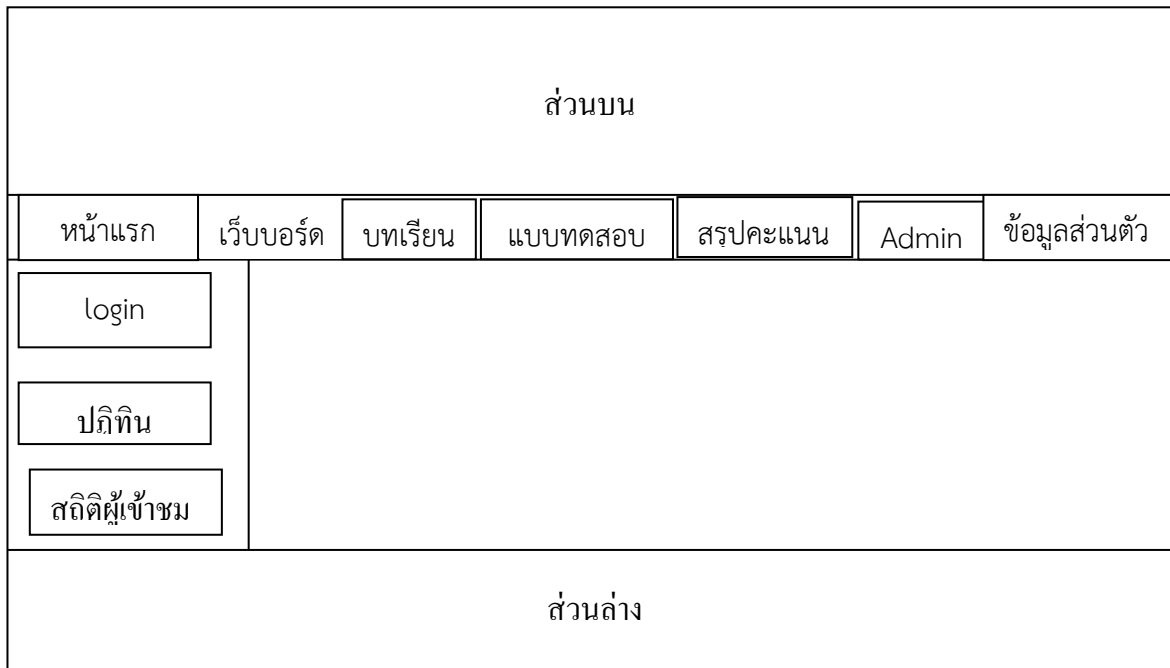 ส่วนบน
หน้าแรก เว็บบอร์ด บทเรียน แบบทดสอบ สรุปคะแนน Admin ข้อมูลส่วนตัว
login
ปฏิทิน
สถิติผู้เข้าชม
ส่วนล่าง